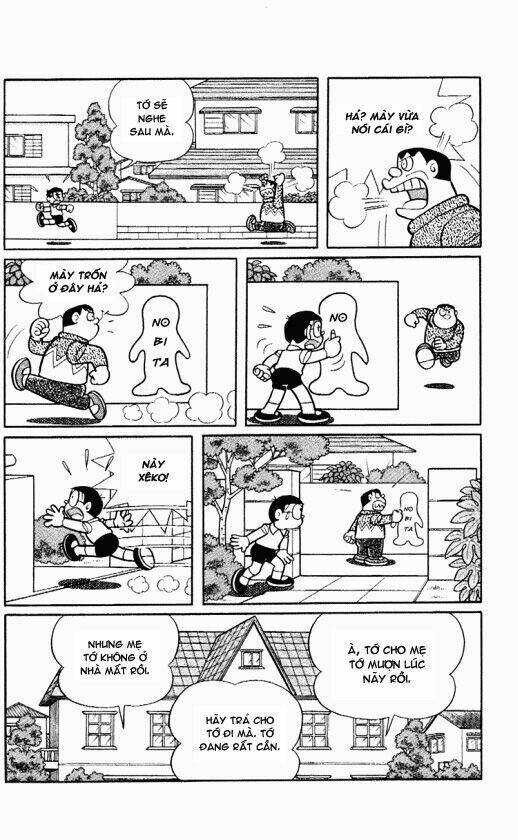 TỚ SẼ
NGHE
SAU MÀ.
HẢ? MÀY VỪA
NÓI CÁI GÌ?
MÀY TRỐN
Ở ĐÂY HẢ?
NO
BI
TA
NO
NÀY
XÊKO!
NO
BI
TA
NHƯNG MẸ
TỚ KHÔNG Ở
NHÀ MẤT RỒI.
HÃY TRẢ CHO
TỚ ĐI MÀ. TỚ
ĐANG RẤT CẦN.
À, TỚ CHO MẸ
TỚ MƯỢN LÚC
NÃY RỒI.